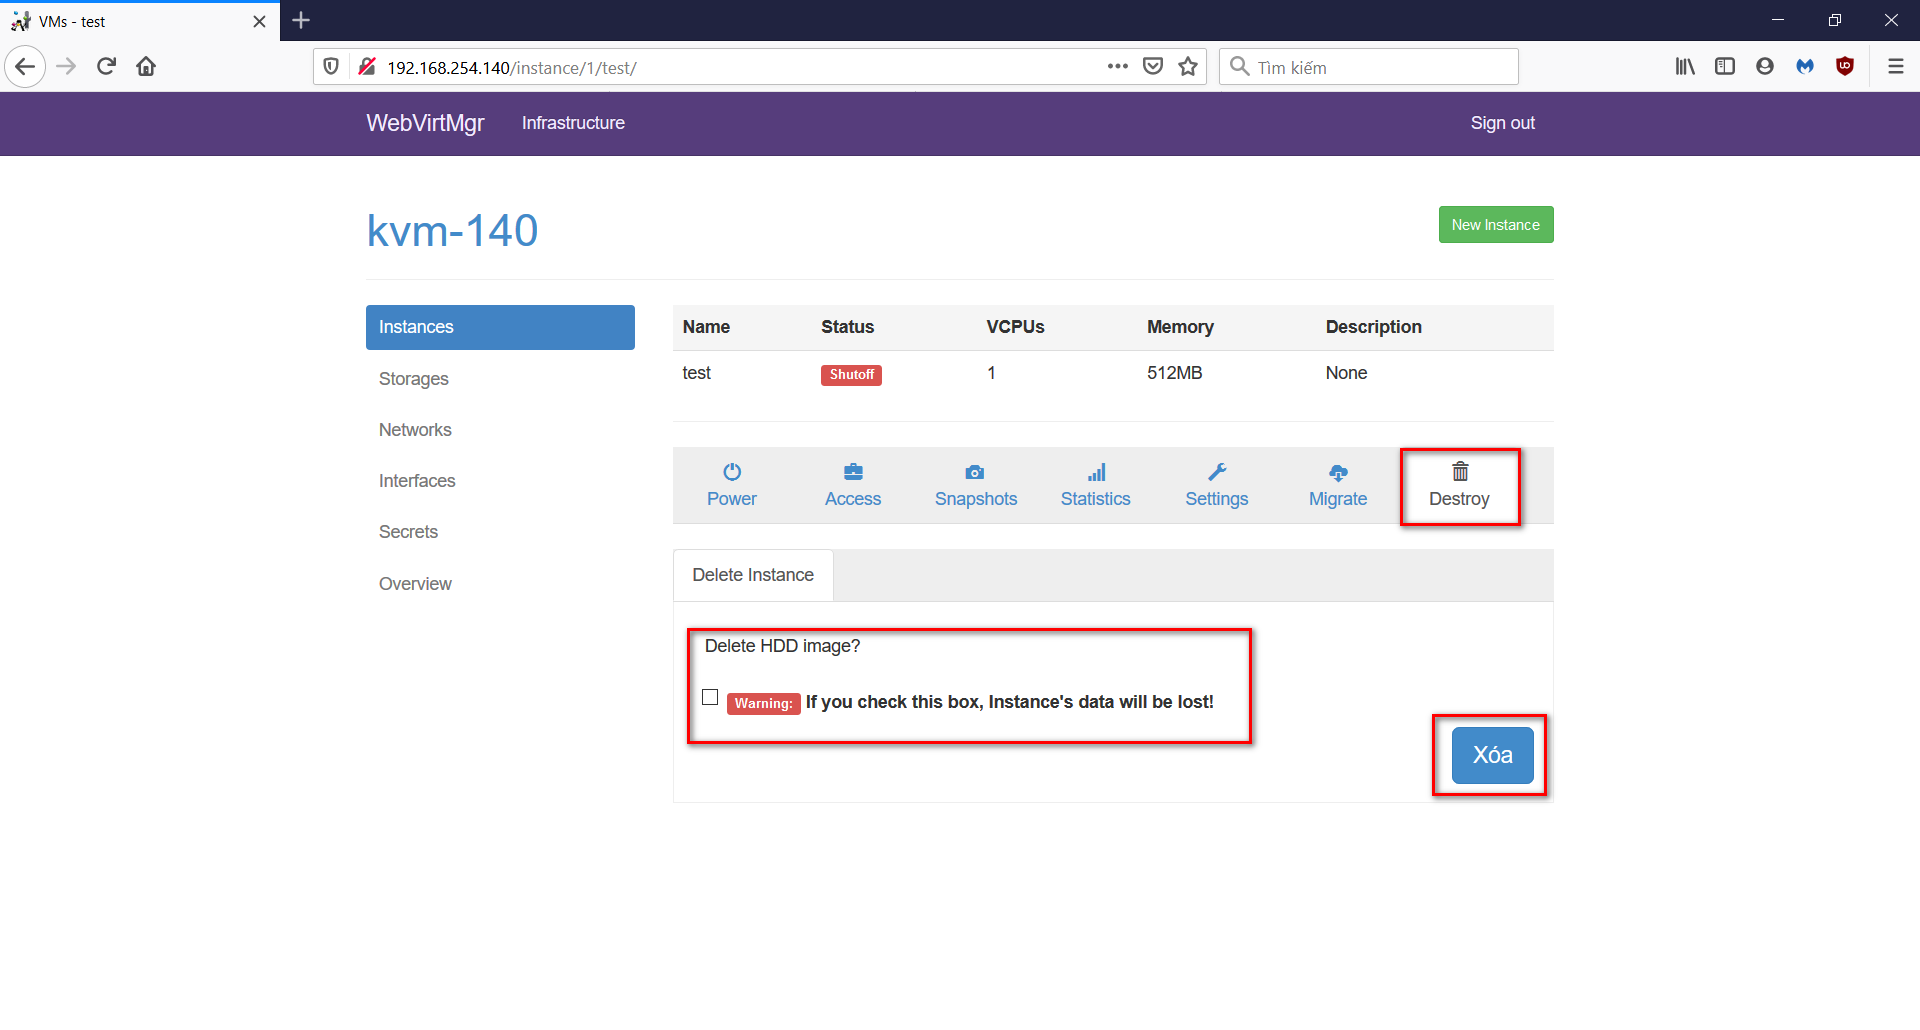 VMs - test
192.168.254.140/instance/1/test/
Tìm kiếm
WebVirtMgr
Infrastructure
Sign out
kvm-140
New Instance
Instances
Storages
Networks
Interfaces
Secrets
Overview
Name Status VCPUs Memory Description
test Shutoff 1 512MB None
Power Access Snapshots Statistics Settings Migrate Destroy
Delete Instance
Delete HDD image?
Warning: If you check this box, Instance's data will be lost!
Xóa